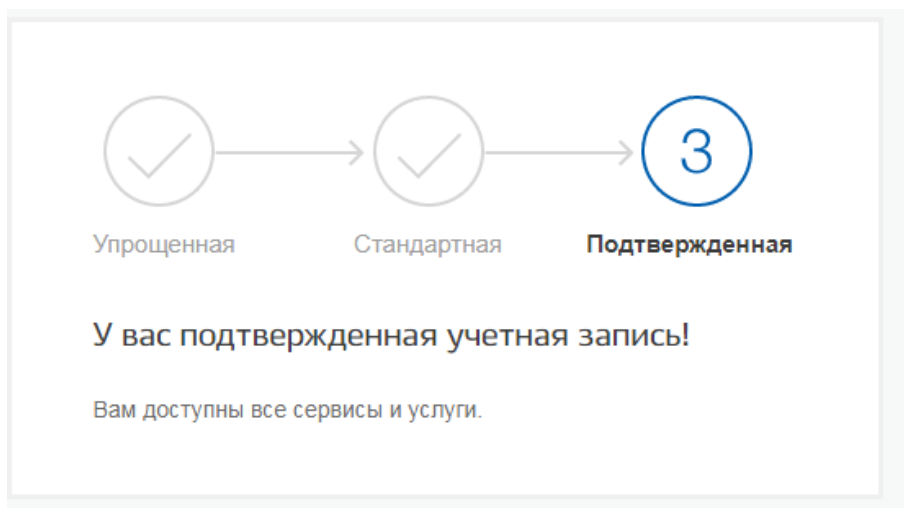 3
Упрощенная Стандартная Подтвержденная
У вас подтвержденная учетная запись!
Вам доступны все сервисы и услуги.